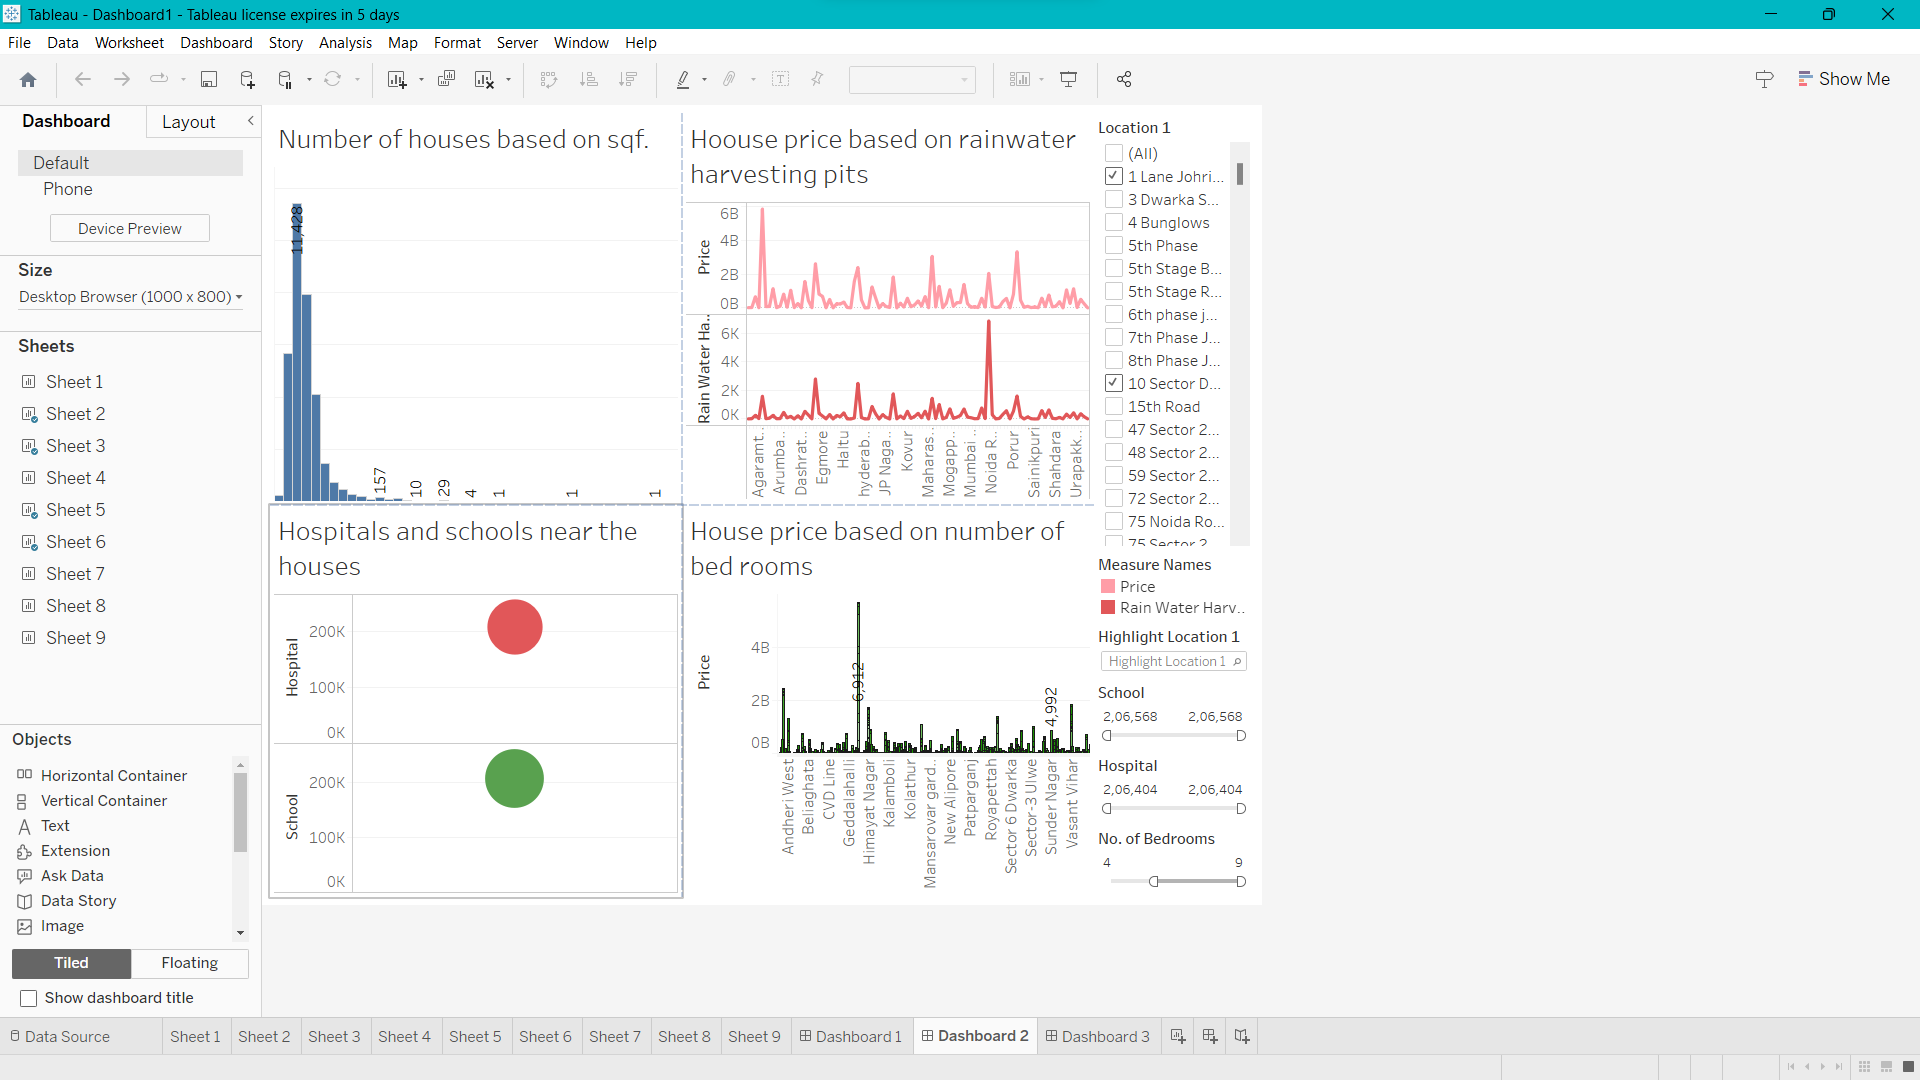 Tableau - Dashboard1 - Tableau license expires in 5 days
File Data Worksheet Dashboard Story Analysis Map Format Server Window Help
Show Me
Dashboard
Layout
Default
Phone
Device Preview
Size
Desktop Browser (1000 x 800)
Sheets
Sheet 1
Sheet 2
Sheet 3
Sheet 4
Sheet 5
Sheet 6
Sheet 7
Sheet 8
Sheet 9
Objects
Horizontal Container
Vertical Container
Text
Extension
Ask Data
Data Story
Image
Tiled
Floating
Show dashboard title
Number of houses based on sqf.
11,428
157
10
29
4
1
1
1
Hoouse price based on rainwater
harvesting pits
Price
6B
4B
2B
0B
Rain Water Ha..
6K
4K
2K
0K
Agaramt..
Arumba..
Dashrat..
Egmore
Haltu
hyderab..
JP Naga..
Kovur
Maharas..
Mogapp..
Mumbai ..
Noida R..
Porur
Sainikpuri
Shahdara
Urapakk..
Hospitals and schools near the
houses
Hospital
200K
100K
0K
School
200K
100K
0K
House price based on number of
bed rooms
Price
4B
2B
0B
6,912
4,992
Andheri West
Beliaghata
CVD Line
Geddalahalli
Himayat Nagar
Kalamboli
Kolathur
Mansarovar gard..
New Alipore
Patparganj
Royapettah
Sector 6 Dwarka
Sector-3 Ulwe
Sunder Nagar
Vasant Vihar
Location 1
(All)
1 Lane Johri...
3 Dwarka S...
4 Bunglows
5th Phase
5th Stage B...
5th Stage R...
6th phase j...
7th Phase J...
8th Phase J...
10 Sector D...
15th Road
47 Sector 2...
48 Sector 2...
59 Sector 2...
72 Sector 2...
75 Noida Ro...
75 Sector 2...
Measure Names
Price
Rain Water Harv..
Highlight Location 1
Highlight Location 1
School
2,06,568 2,06,568
Hospital
2,06,404 2,06,404
No. of Bedrooms
4 9
Data Source
Sheet 1
Sheet 2
Sheet 3
Sheet 4
Sheet 5
Sheet 6
Sheet 7
Sheet 8
Sheet 9
Dashboard 1
Dashboard 2
Dashboard 3